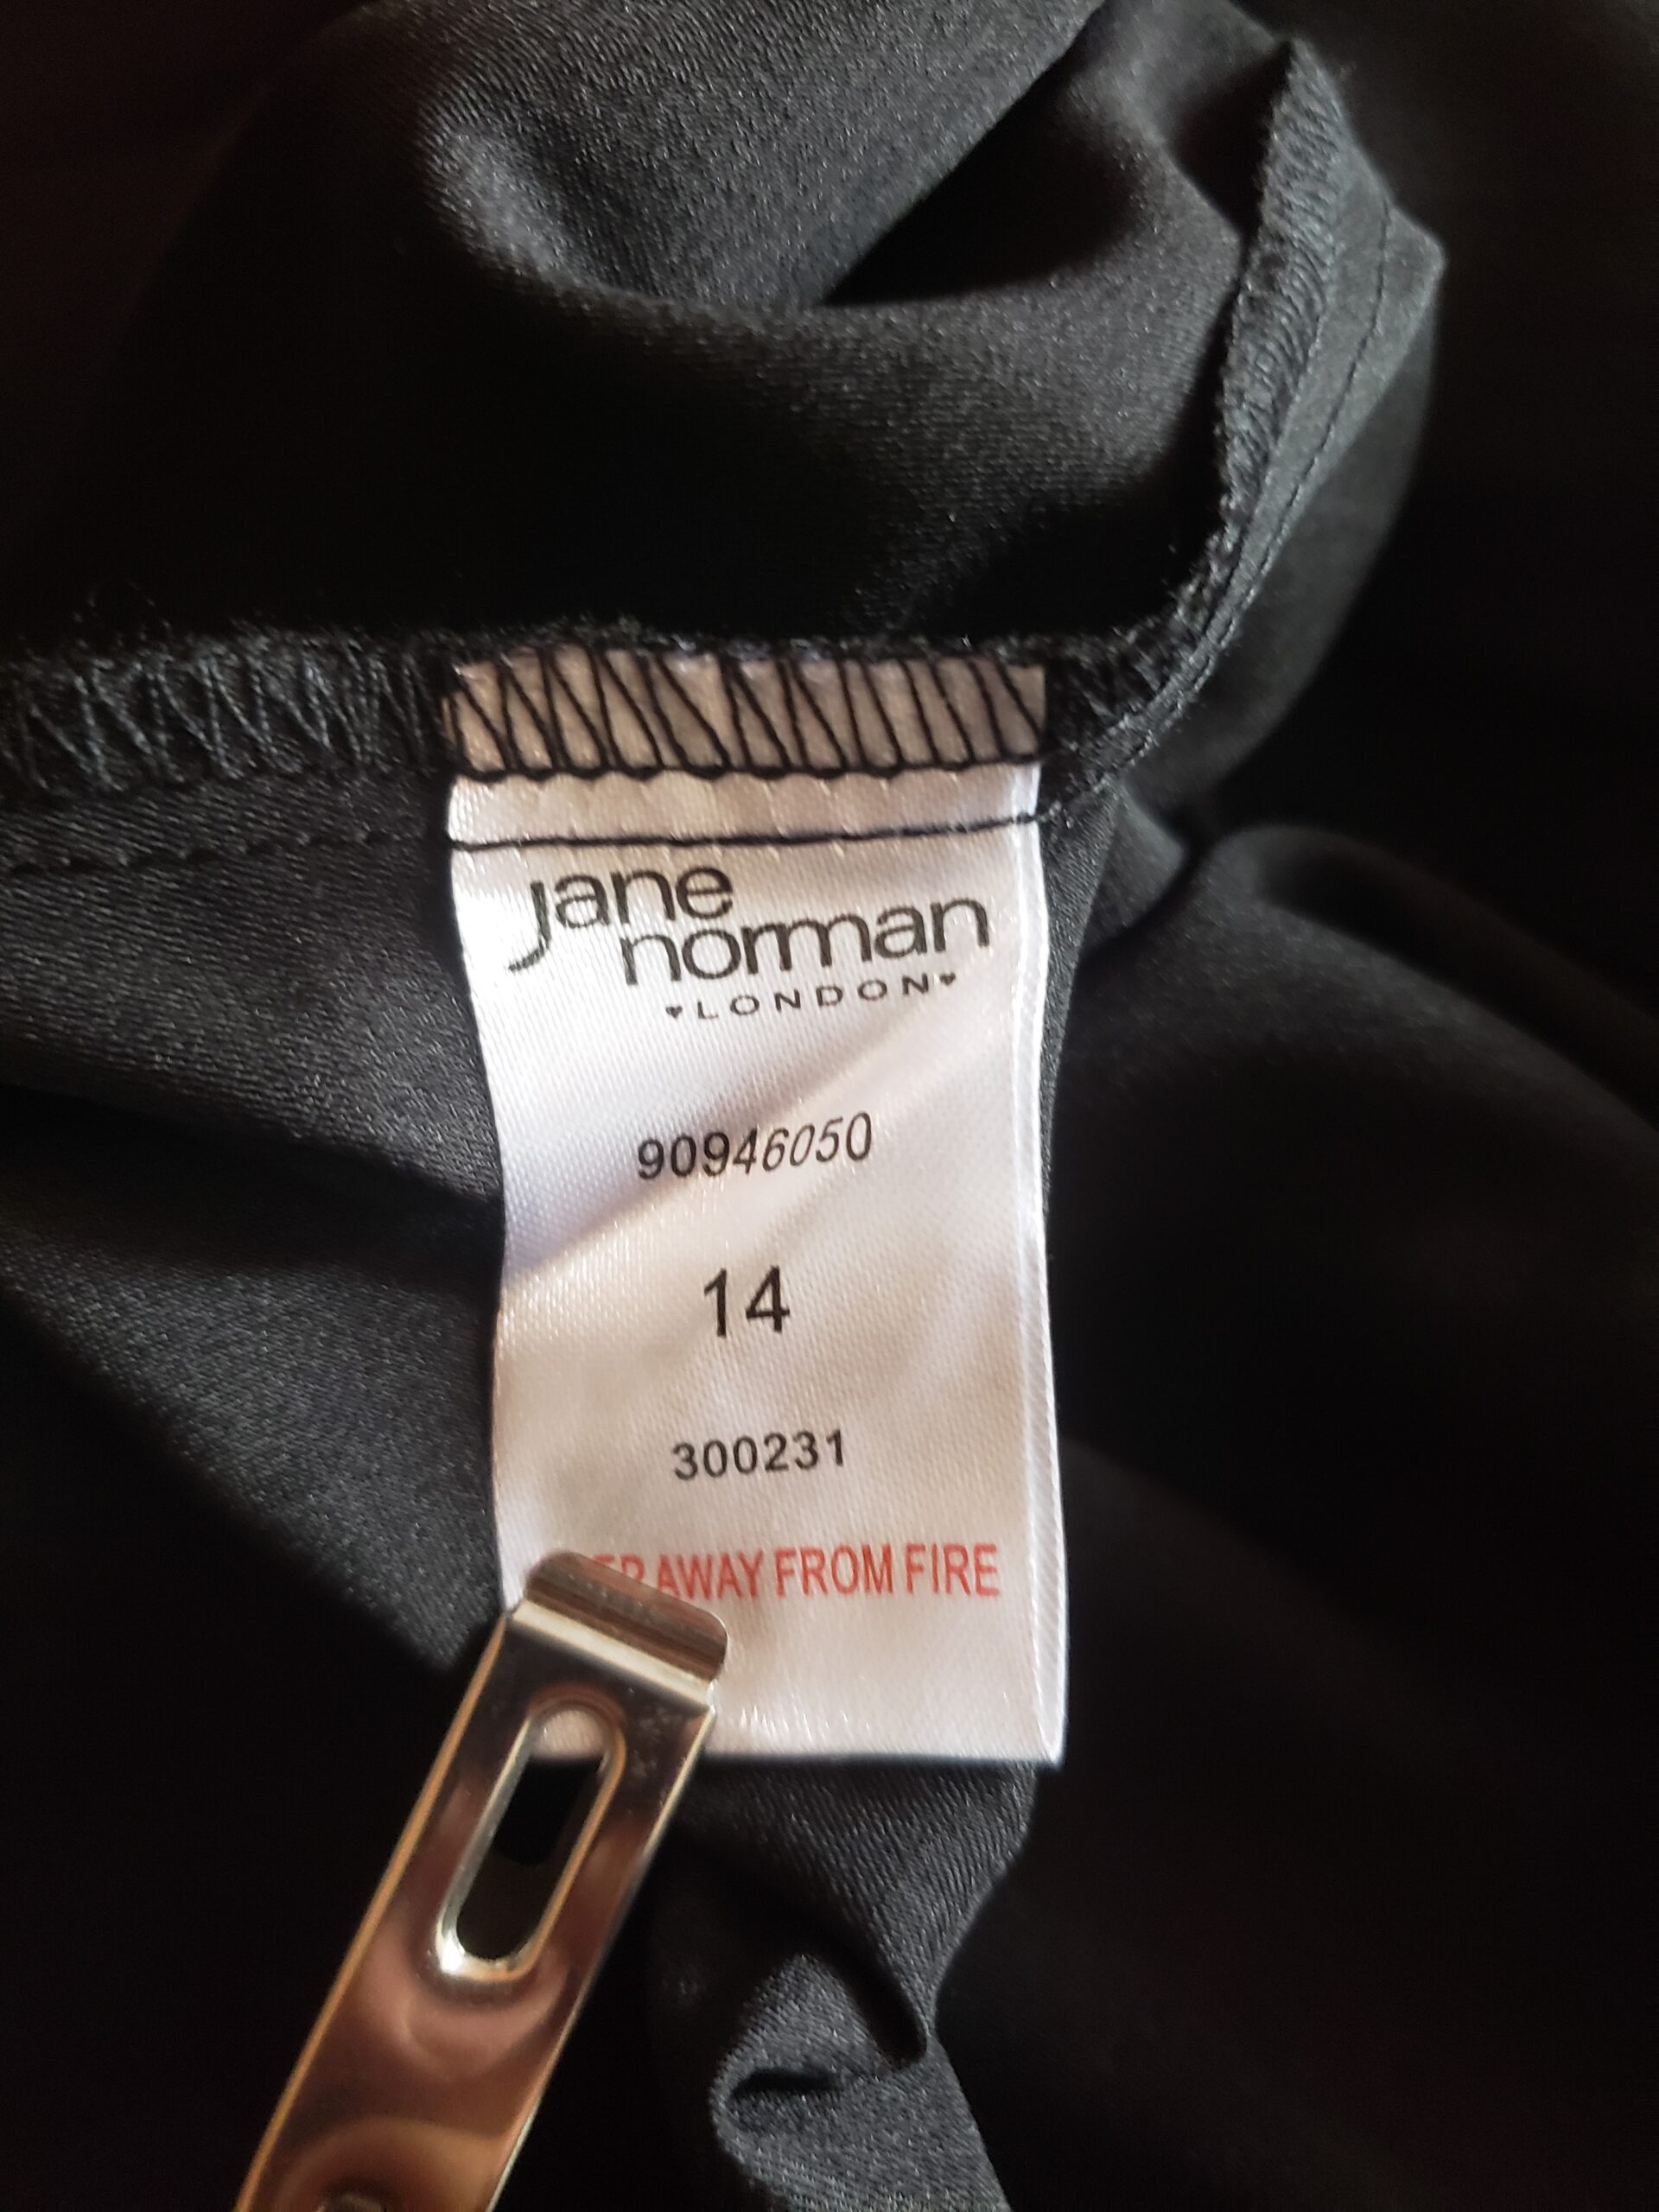 jane
norman
♥LONDON♥
90946050
14
300231
AWAY FROM FIRE